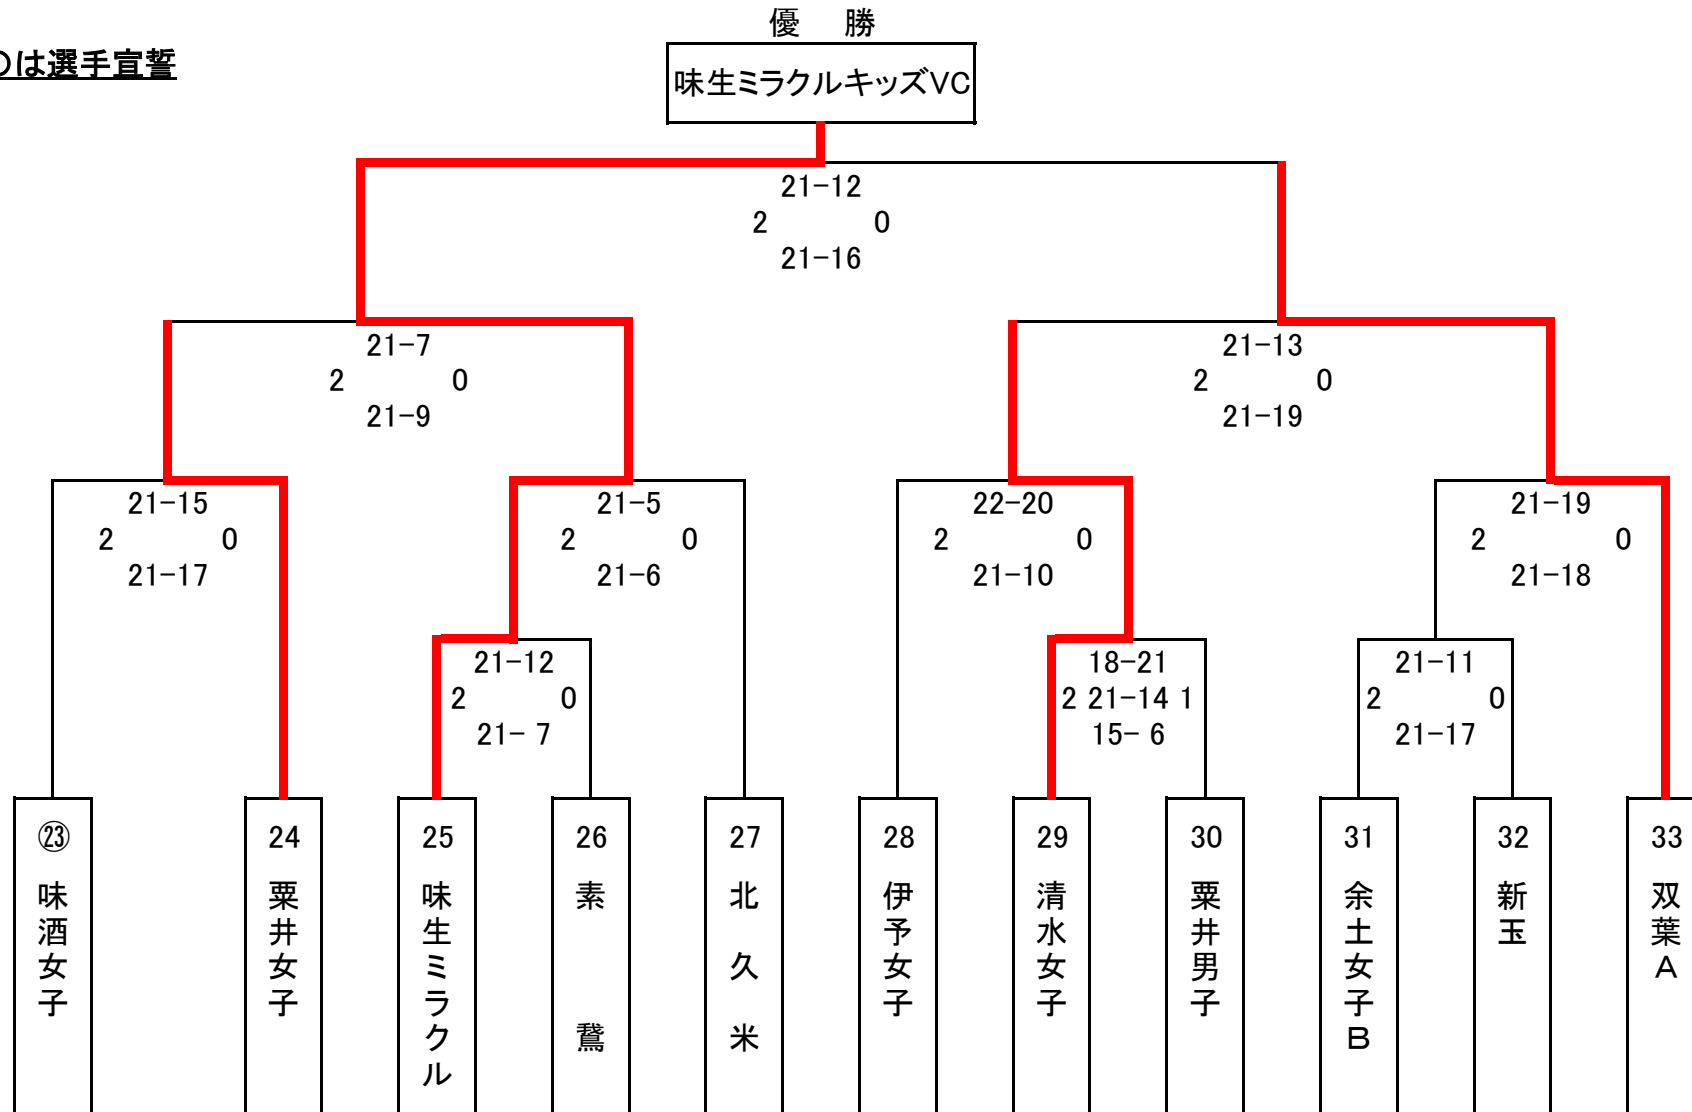 優 勝
のは選手宣誓
味生ミラクルキッズVC
21-12
2 0
21-16
21-7
2 0
21-9
21-13
2 0
21-19
21-15
2 0
21-17
21-5
2 0
21-6
22-20
2 0
21-10
21-19
2 0
21-18
21-12
2 0
21- 7
18-21
2 21-14 1
15- 6
21-11
2 0
21-17
㉓ 味酒女子
24 粟井女子
25 味生ミラクル
26 素鵞
27 北久米
28 伊予女子
29 清水女子
30 粟井男子
31 余土女子B
32 新玉
33 双葉A